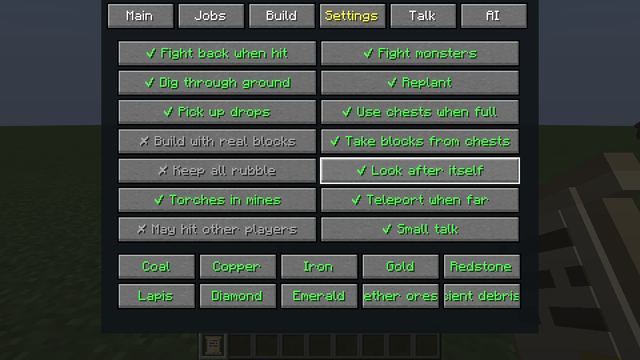 Main Jobs Build Settings Talk AI
✓ Fight back when hit ✓ Fight monsters
✓ Dig through ground ✓ Replant
✓ Pick up drops ✓ Use chests when full
✗ Build with real blocks ✓ Take blocks from chests
✗ Keep all rubble ✓ Look after itself
✓ Torches in mines ✓ Teleport when far
✗ May hit other players ✓ Small talk
Coal Copper Iron Gold Redstone
Lapis Diamond Emerald ether ores cient debris